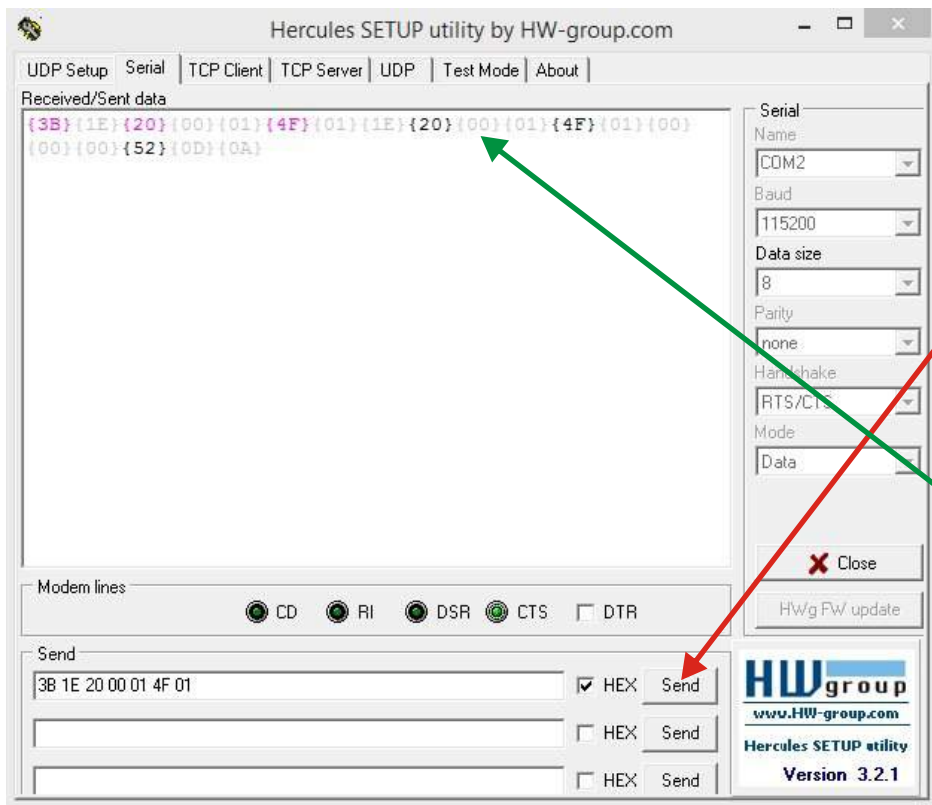 Hercules SETUP utility by HW-group.com
UDP Setup Serial TCP Client TCP Server UDP Test Mode About
Received/Sent data
{3B}{1E}{20}{00}{01}{4F}{01}{1E}{20}{00}{01}{4F}{01}{00}
{00}{00}{52}{0D}{0A}
Serial
Name
COM2
Baud
115200
Data size
8
Parity
none
Handshake
RTS/CTS
Mode
Data
Close
HWg FW update
Modem lines
CD RI DSR CTS DTR
Send
3B 1E 20 00 01 4F 01 HEX Send
HEX Send
HEX Send
HW group
www.HW-group.com
Hercules SETUP utility
Version 3.2.1